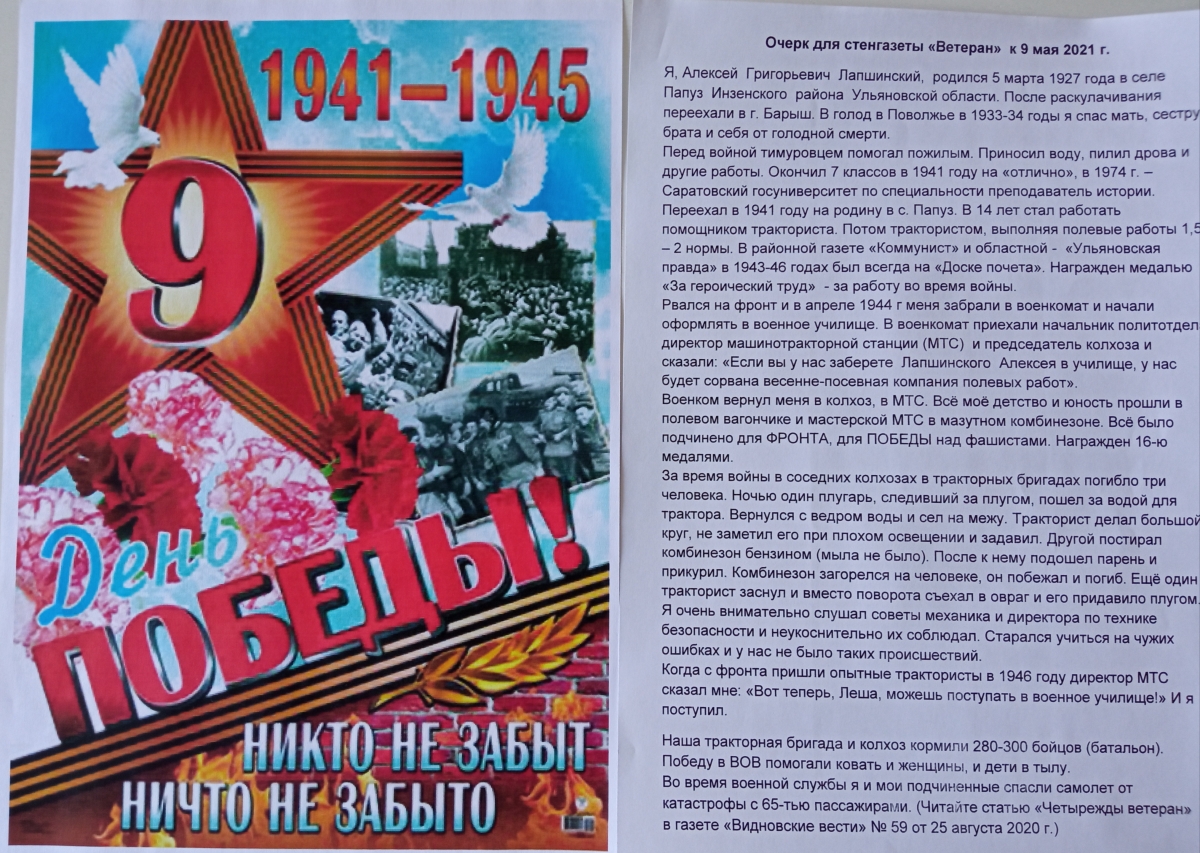 1941–1945
9
День
ПОБЕДЫ!
НИКТО НЕ ЗАБЫТ
НИЧТО НЕ ЗАБЫТО
Очерк для стенгазеты «Ветеран» к 9 мая 2021 г.
Я, Алексей Григорьевич Лапшинский, родился 5 марта 1927 года в селе
Папуз Инзенского района Ульяновской области. После раскулачивания
переехали в г. Барыш. В голод в Поволжье в 1933-34 годы я спас мать, сестру
брата и себя от голодной смерти.
Перед войной тимуровцем помогал пожилым. Приносил воду, пилил дрова и
другие работы. Окончил 7 классов в 1941 году на «отлично», в 1974 г. –
Саратовский госуниверситет по специальности преподаватель истории.
Переехал в 1941 году на родину в с. Папуз. В 14 лет стал работать
помощником тракториста. Потом трактористом, выполняя полевые работы 1,5
– 2 нормы. В районной газете «Коммунист» и областной - «Ульяновская
правда» в 1943-46 годах был всегда на «Доске почета». Награжден медалью
«За героический труд» - за работу во время войны.
Рвался на фронт и в апреле 1944 г меня забрали в военкомат и начали
оформлять в военное училище. В военкомат приехали начальник политотдел
директор машинотракторной станции (МТС) и председатель колхоза и
сказали: «Если вы у нас заберете Лапшинского Алексея в училище, у нас
будет сорвана весенне-посевная компания полевых работ».
Военком вернул меня в колхоз, в МТС. Всё моё детство и юность прошли в
полевом вагончике и мастерской МТС в мазутном комбинезоне. Всё было
подчинено для ФРОНТА, для ПОБЕДЫ над фашистами. Награжден 16-ю
медалями.
За время войны в соседних колхозах в тракторных бригадах погибло три
человека. Ночью один плугарь, следивший за плугом, пошел за водой для
трактора. Вернулся с ведром воды и сел на межу. Тракторист делал большой
круг, не заметил его при плохом освещении и задавил. Другой постирал
комбинезон бензином (мыла не было). После к нему подошел парень и
прикурил. Комбинезон загорелся на человеке, он побежал и погиб. Ещё один
тракторист заснул и вместо поворота съехал в овраг и его придавило плугом.
Я очень внимательно слушал советы механика и директора по технике
безопасности и неукоснительно их соблюдал. Старался учиться на чужих
ошибках и у нас не было таких происшествий.
Когда с фронта пришли опытные трактористы в 1946 году директор МТС
сказал мне: «Вот теперь, Леша, можешь поступать в военное училище!» И я
поступил.
Наша тракторная бригада и колхоз кормили 280-300 бойцов (батальон).
Победу в ВОВ помогали ковать и женщины, и дети в тылу.
Во время военной службы я и мои подчиненные спасли самолет от
катастрофы с 65-тью пассажирами. (Читайте статью «Четырежды ветеран»
в газете «Видновские вести» № 59 от 25 августа 2020 г.)